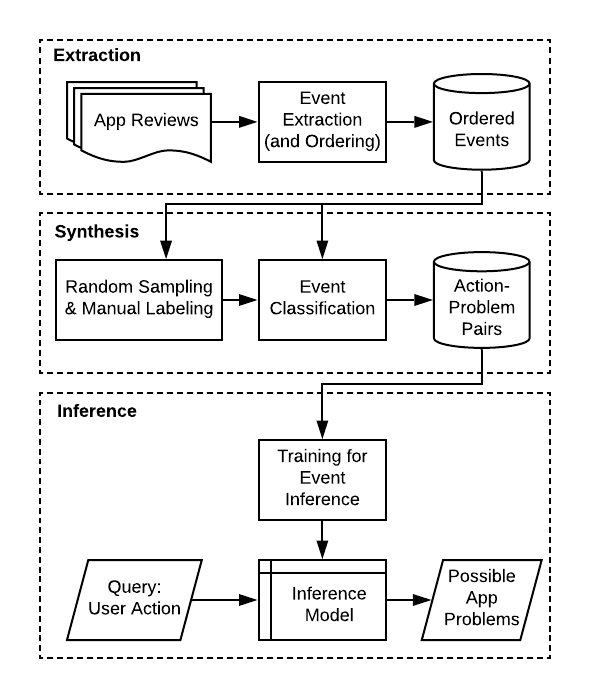 Extraction
App Reviews
Event
Extraction
(and Ordering)
Ordered
Events
Synthesis
Random Sampling
& Manual Labeling
Event
Classification
Action-
Problem
Pairs
Inference
Training for
Event
Inference
Query:
User Action
Inference
Model
Possible
App
Problems